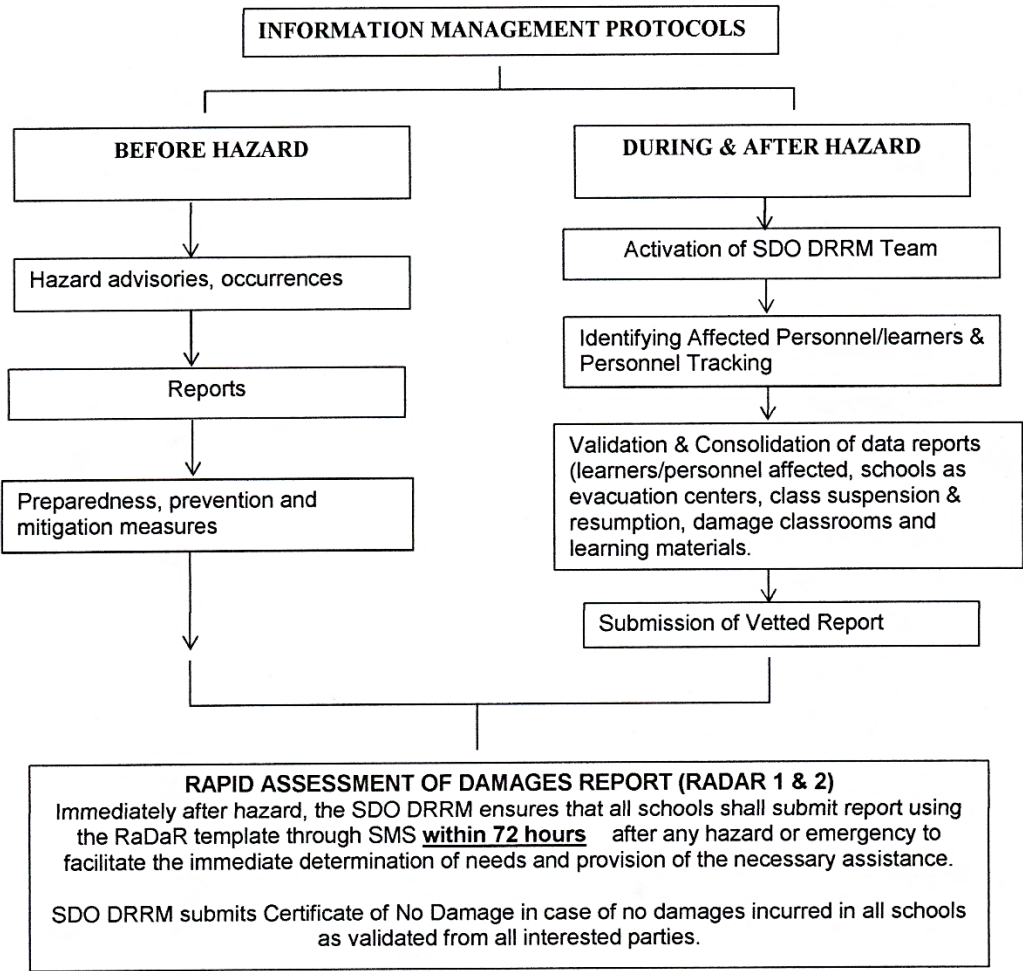 INFORMATION MANAGEMENT PROTOCOLS
BEFORE HAZARD
Hazard advisories, occurrences
Reports
Preparedness, prevention and
mitigation measures
DURING & AFTER HAZARD
Activation of SDO DRRM Team
Identifying Affected Personnel/learners &
Personnel Tracking
Validation & Consolidation of data reports
(learners/personnel affected, schools as
evacuation centers, class suspension &
resumption, damage classrooms and
learning materials.
Submission of Vetted Report
RAPID ASSESSMENT OF DAMAGES REPORT (RADAR 1 & 2)
Immediately after hazard, the SDO DRRM ensures that all schools shall submit report using
the RaDaR template through SMS within 72 hours after any hazard or emergency to
facilitate the immediate determination of needs and provision of the necessary assistance.
SDO DRRM submits Certificate of No Damage in case of no damages incurred in all schools
as validated from all interested parties.